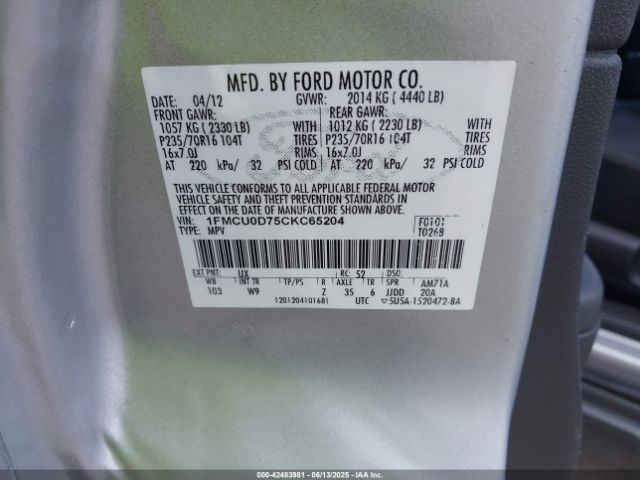 MFD. BY FORD MOTOR CO.
DATE: 04/12 GVWR: 2014 KG ( 4440 LB)
FRONT GAWR: REAR GAWR:
1057 KG ( 2330 LB) WITH 1012 KG ( 2230 LB) WITH
P235/70R16 104T TIRES P235/70R16 104T TIRES
16x7.0J RIMS 16x7.0J RIMS
AT 220 kPa/ 32 PSI COLD AT 220 kPa/ 32 PSI COLD
THIS VEHICLE CONFORMS TO ALL APPLICABLE FEDERAL MOTOR
VEHICLE SAFETY AND THEFT PREVENTION STANDARDS IN
EFFECT ON THE DATE OF MANUFACTURE SHOWN ABOVE.
VIN: 1FMCU0D75CKC65204 F0101
TYPE: MPV T0268
EXT PNT: UX RC: 52 DSO:
WB INT TR TP/PS R AXLE TR SPR AM71A
103 W9 Z 35 6 JJDD 20A
1201204101681 UTC 5U5A-1520472-BA
000-42483981 - 06/13/2025 - IAAI.com